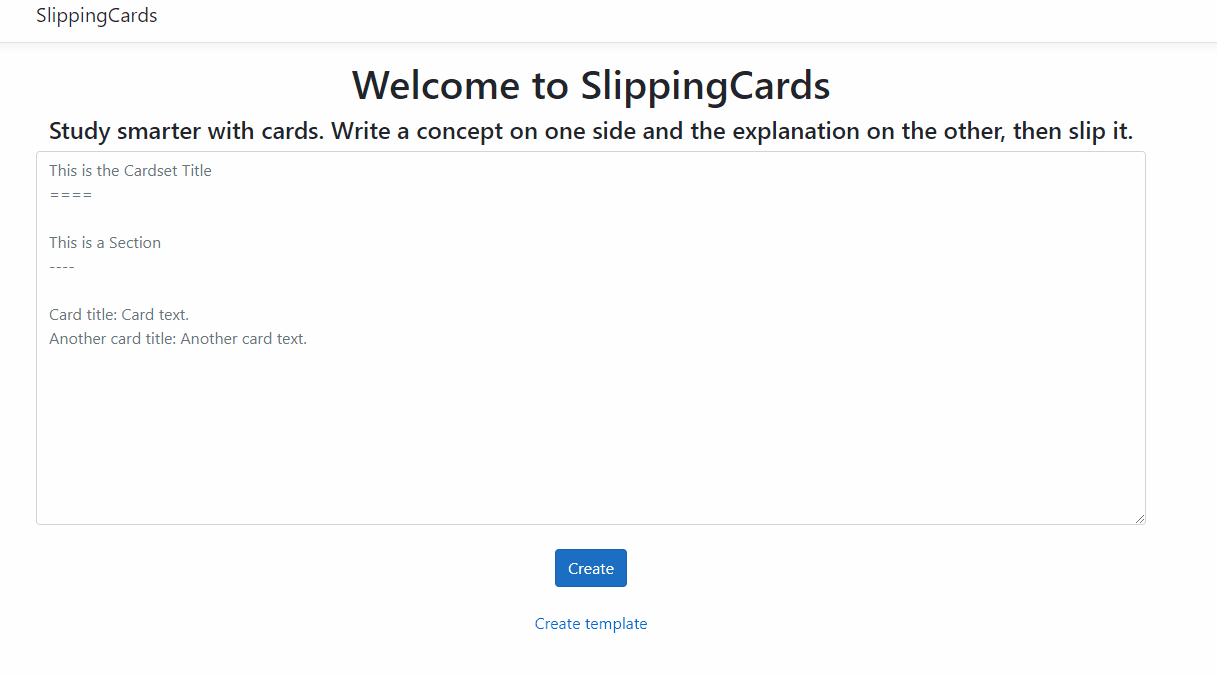 SlippingCards
Welcome to SlippingCards
Study smarter with cards. Write a concept on one side and the explanation on the other, then slip it.
This is the Cardset Title
====
This is a Section
----
Card title: Card text.
Another card title: Another card text.
Create
Create template